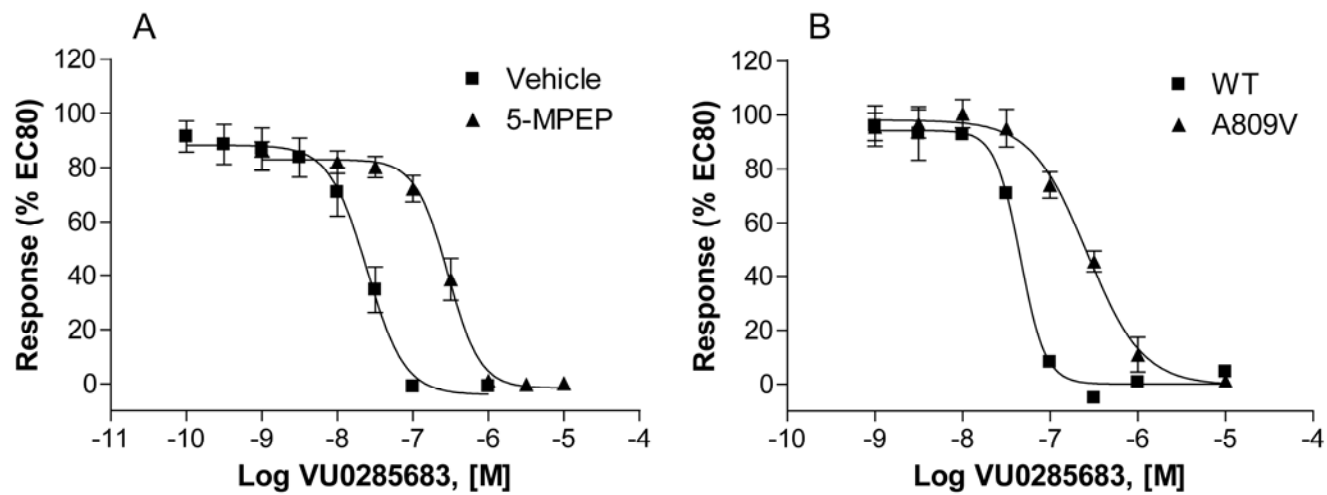 A
Response (% EC80)
120
100
80
60
40
20
0
-11 -10 -9 -8 -7 -6 -5 -4
Log VU0285683, [M]
Vehicle
5-MPEP
B
Response (% EC80)
120
100
80
60
40
20
0
-10 -9 -8 -7 -6 -5 -4
Log VU0285683, [M]
WT
A809V